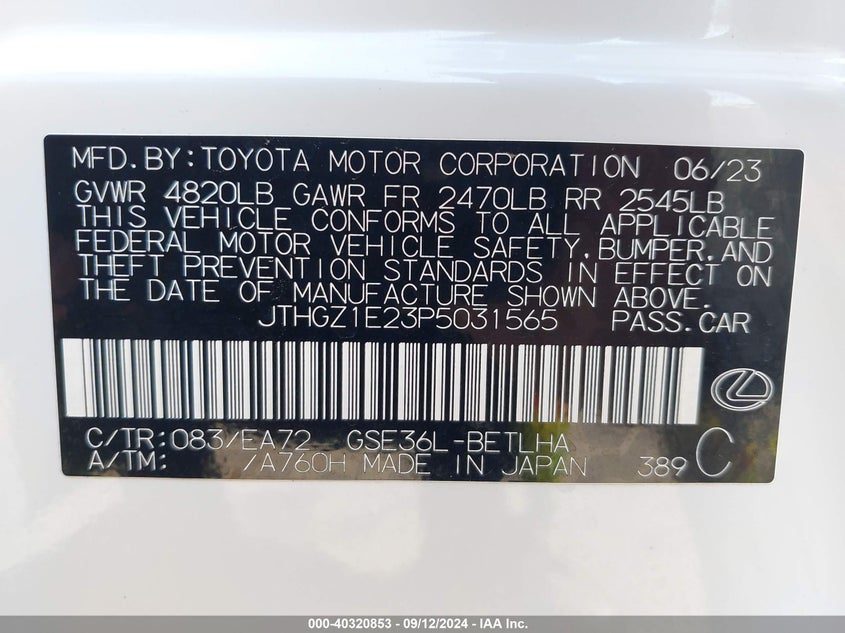 MFD.BY:TOYOTA MOTOR CORPORATION 06/23
GVWR 4820LB GAWR FR 2470LB RR 2545LB
THIS VEHICLE CONFORMS TO ALL APPLICABLE
FEDERAL MOTOR VEHICLE SAFETY,BUMPER,AND
THEFT PREVENTION STANDARDS IN EFFECT ON
THE DATE OF MANUFACTURE SHOWN ABOVE.
JTHGZ1E23P5031565 PASS.CAR
C/TR:083/EA72 GSE36L-BETLHA
A/TM: /A760H MADE IN JAPAN 389 C
000-40320853 - 09/12/2024 - IAA Inc.